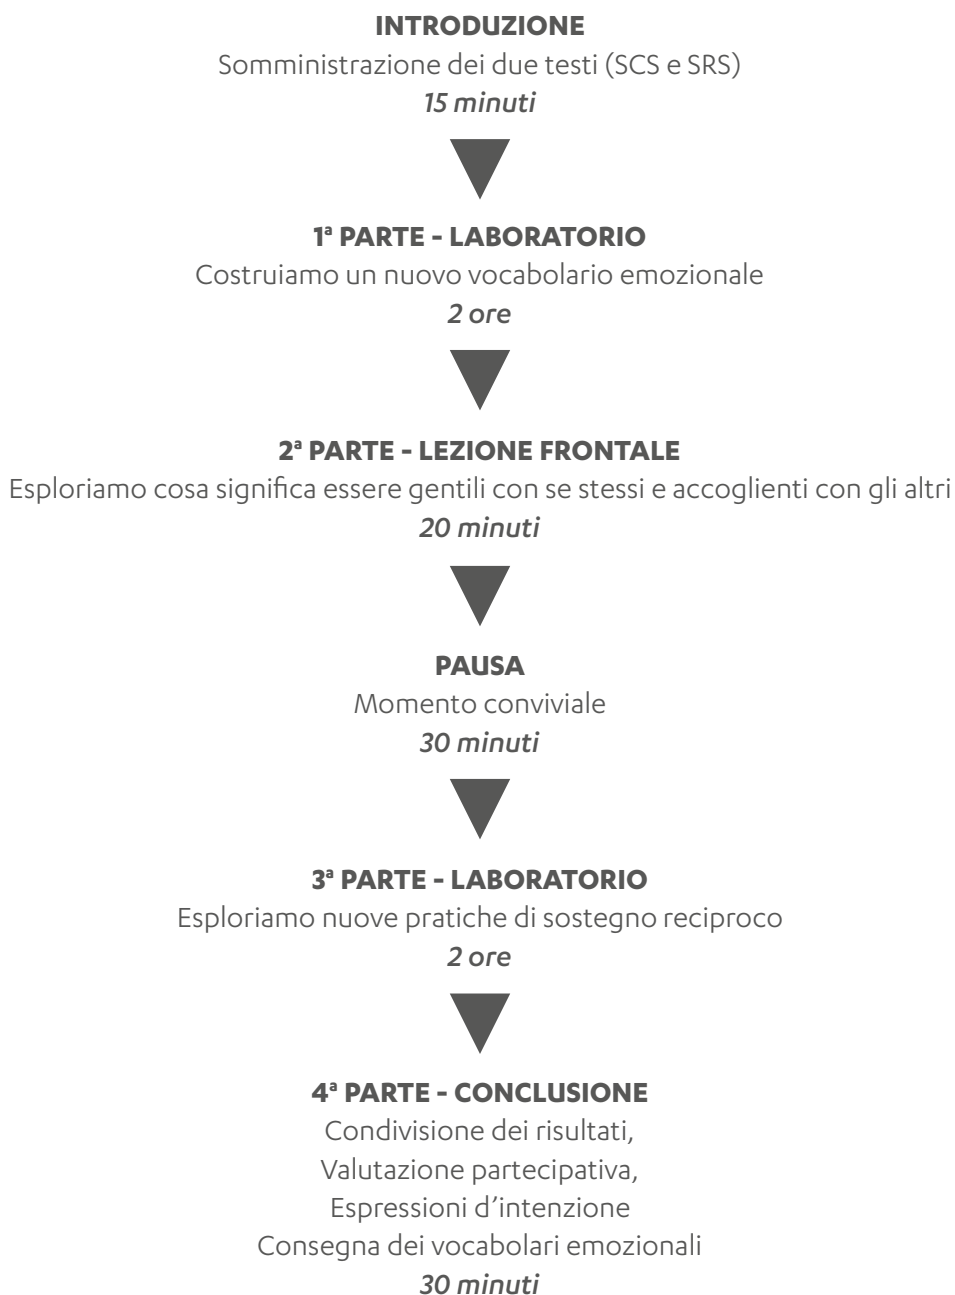 INTRODUZIONE
Somministrazione dei due testi (SCS e SRS)
15 minuti
1ª PARTE - LABORATORIO
Costruiamo un nuovo vocabolario emozionale
2 ore
2ª PARTE - LEZIONE FRONTALE
Esploriamo cosa significa essere gentili con se stessi e accoglienti con gli altri
20 minuti
PAUSA
Momento conviviale
30 minuti
3ª PARTE - LABORATORIO
Esploriamo nuove pratiche di sostegno reciproco
2 ore
4ª PARTE - CONCLUSIONE
Condivisione dei risultati,
Valutazione partecipativa,
Espressioni d’intenzione
Consegna dei vocabolari emozionali
30 minuti